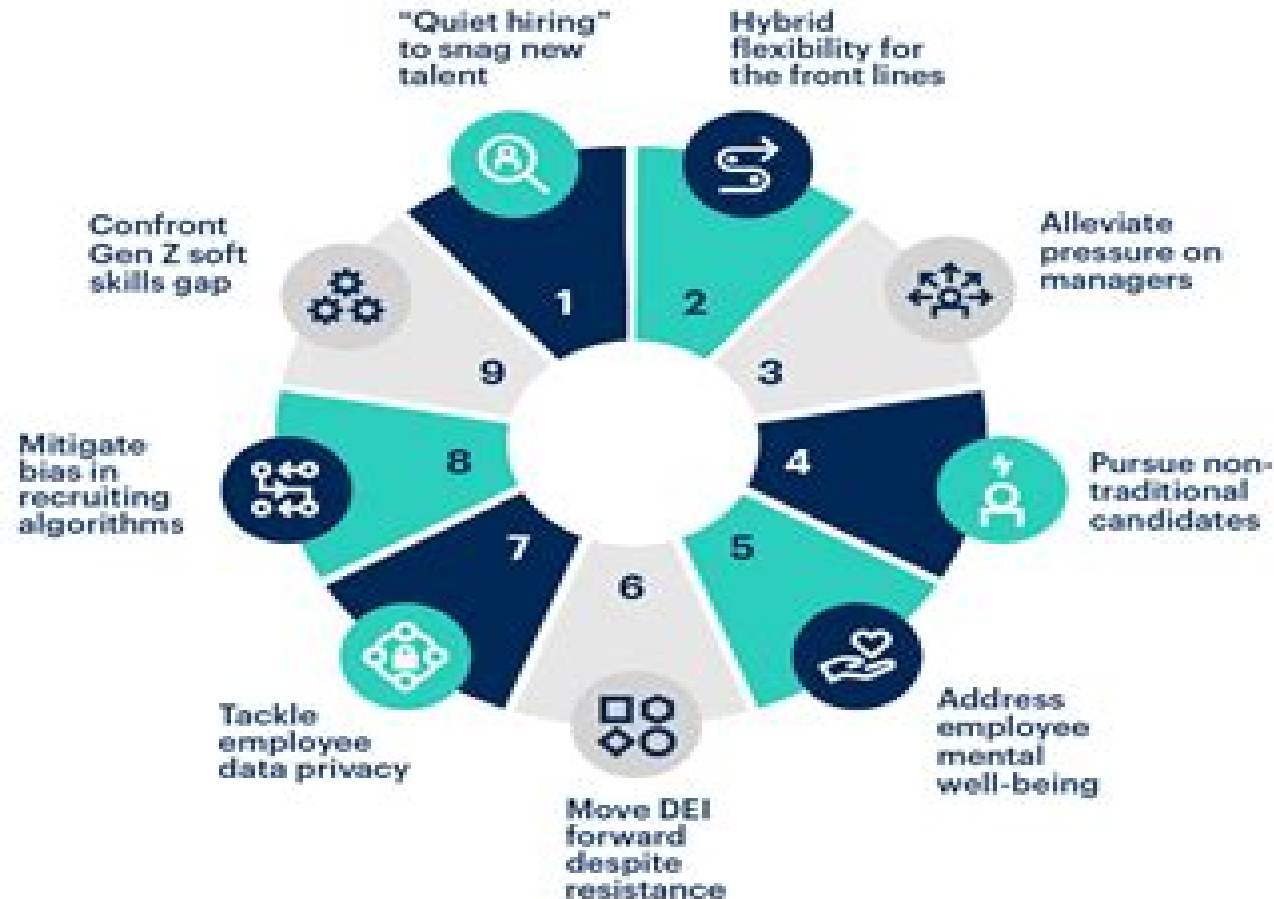 “Quiet hiring”
to snag new
talent
1
Hybrid
flexibility for
the front lines
2
Alleviate
pressure on
managers
3
Pursue non-
traditional
candidates
4
Address
employee
mental
well-being
5
Move DEI
forward
despite
resistance
6
Tackle
employee
data privacy
7
Mitigate
bias in
recruiting
algorithms
8
Confront
Gen Z soft
skills gap
9